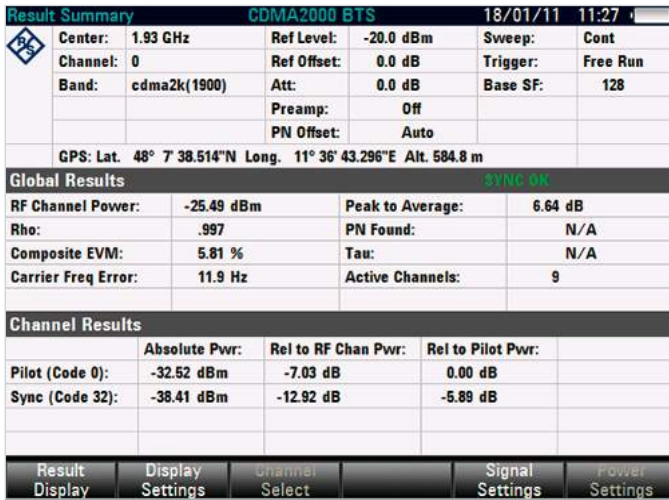 Result Summary CDMA2000 BTS 18/01/11 11:27
Center: 1.93 GHz Ref Level: -20.0 dBm Sweep: Cont
Channel: 0 Ref Offset: 0.0 dB Trigger: Free Run
Band: cdma2k(1900) Att: 0.0 dB Base SF: 128
Preamp: Off
PN Offset: Auto
GPS: Lat. 48° 7' 38.514"N Long. 11° 36' 43.296"E Alt. 584.8 m
Global Results SYNC OK
RF Channel Power: -25.49 dBm Peak to Average: 6.64 dB
Rho: .997 PN Found: N/A
Composite EVM: 5.81 % Tau: N/A
Carrier Freq Error: 11.9 Hz Active Channels: 9
Channel Results
Absolute Pwr: Rel to RF Chan Pwr: Rel to Pilot Pwr:
Pilot (Code 0): -32.52 dBm -7.03 dB 0.00 dB
Sync (Code 32): -38.41 dBm -12.92 dB -5.89 dB
Result Display Display Settings Channel Select Signal Settings Power Settings